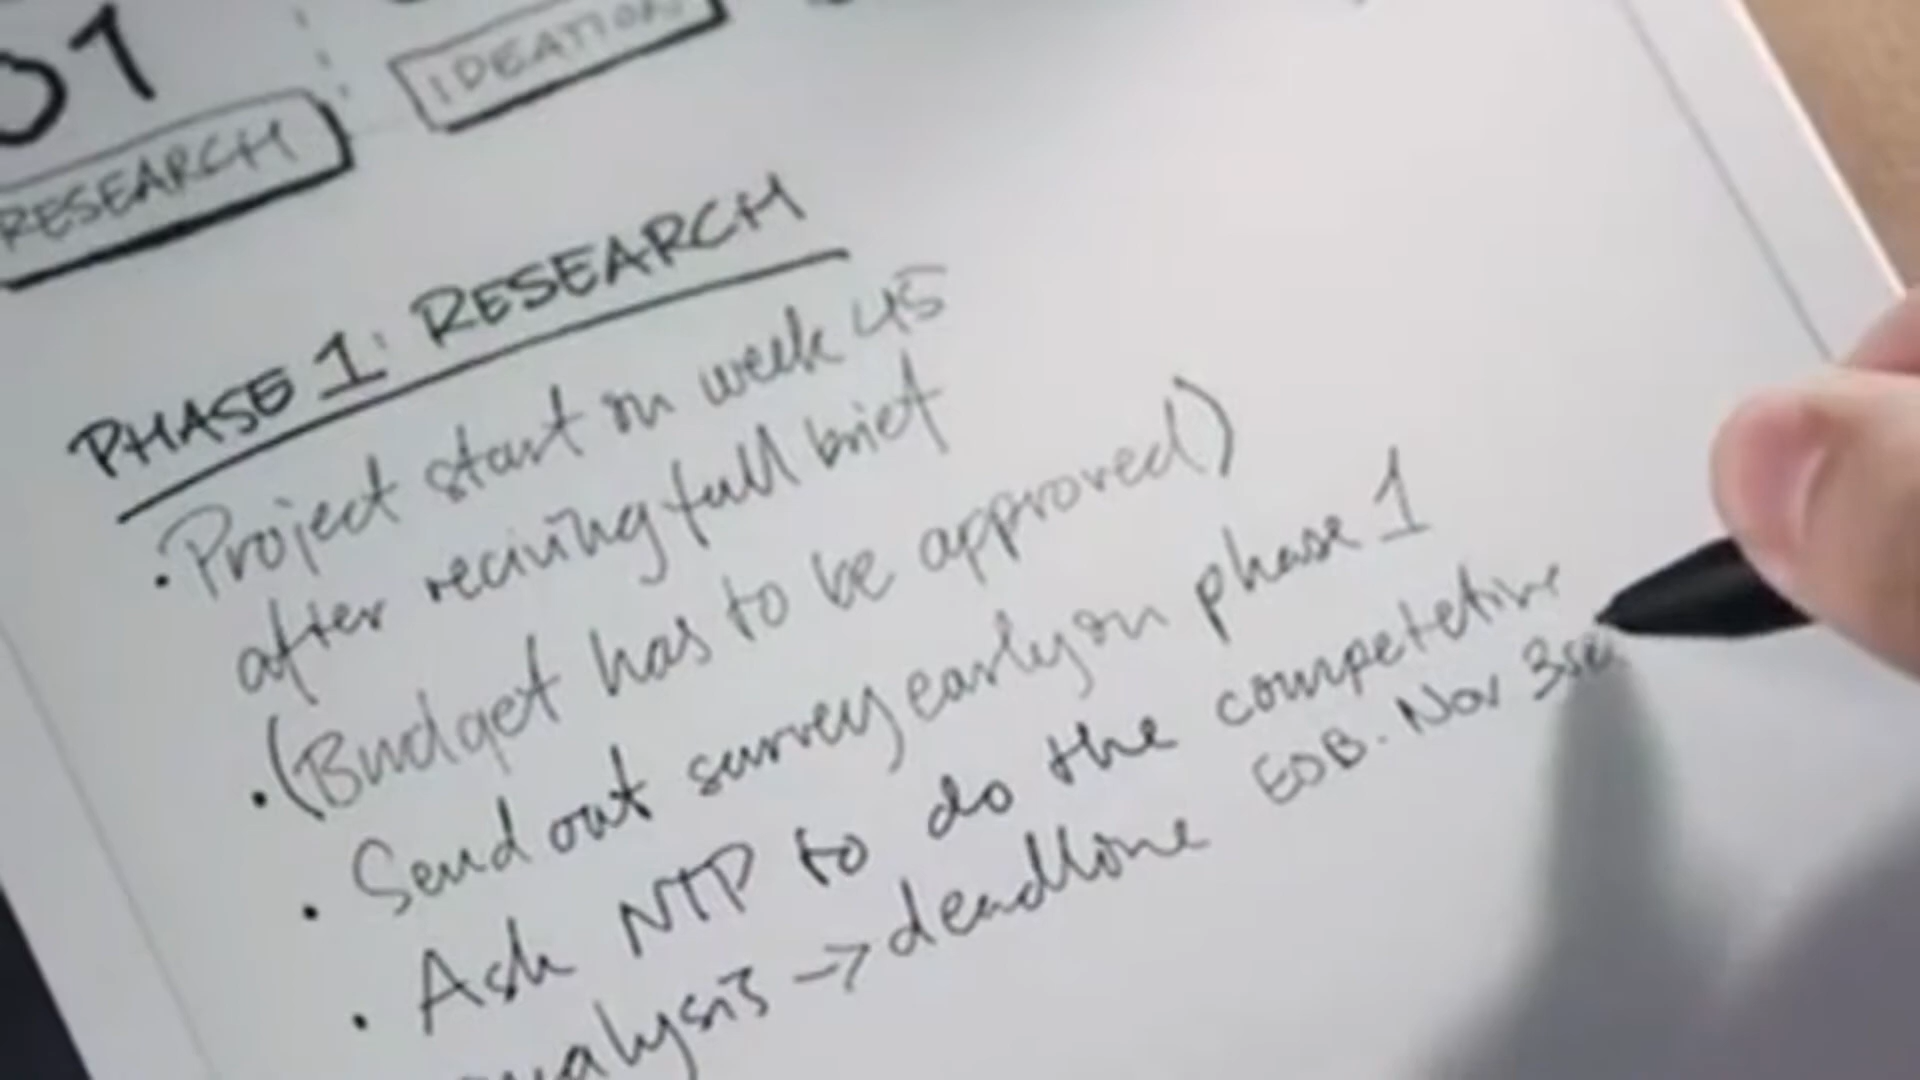 01
RESEARCH
IDEATION
PHASE 1: RESEARCH
· Project start on week 45
after reciving full brief
· (Budget has to be approved)
· Send out survey early on phase 1
· Ask NTP to do the competetive
analysis → deadline EOB. Nov